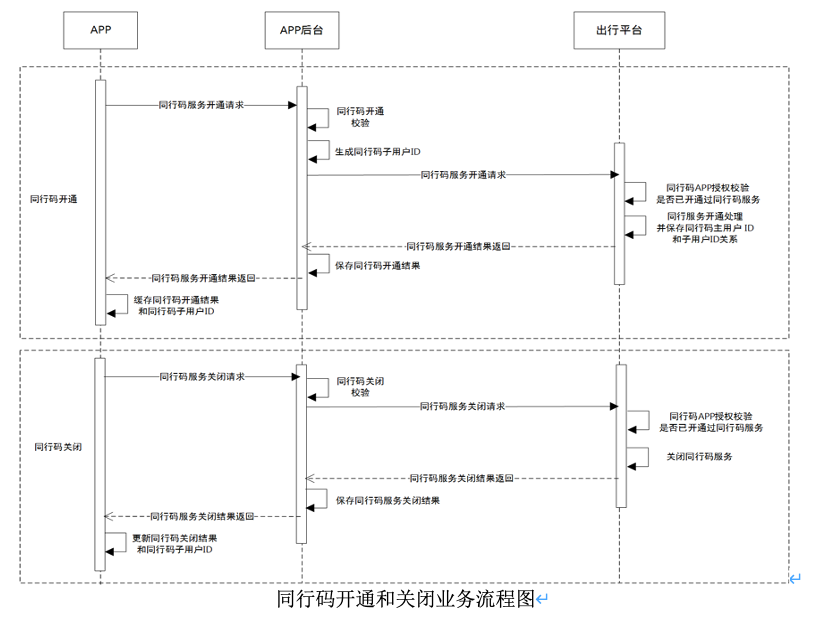 APP
APP后台
出行平台
同行码服务开通请求
同行码开通
校验
生成同行码子用户ID
同行码服务开通请求
同行码APP授权校验
是否已开通过同行码服务
同行码开通
同行服务开通处理
并保存同行码主用户 ID
和子用户ID关系
同行码服务开通结果返回
保存同行码开通结果
同行码服务开通结果返回
缓存同行码开通结果
和同行码子用户ID
同行码服务关闭请求
同行码关闭
校验
同行码服务关闭请求
同行码APP授权校验
是否已开通过同行码服务
同行码关闭
关闭同行码服务
同行码服务关闭结果返回
保存同行码服务关闭结果
同行码服务关闭结果返回
更新同行码关闭结果
和同行码子用户ID
同行码开通和关闭业务流程图